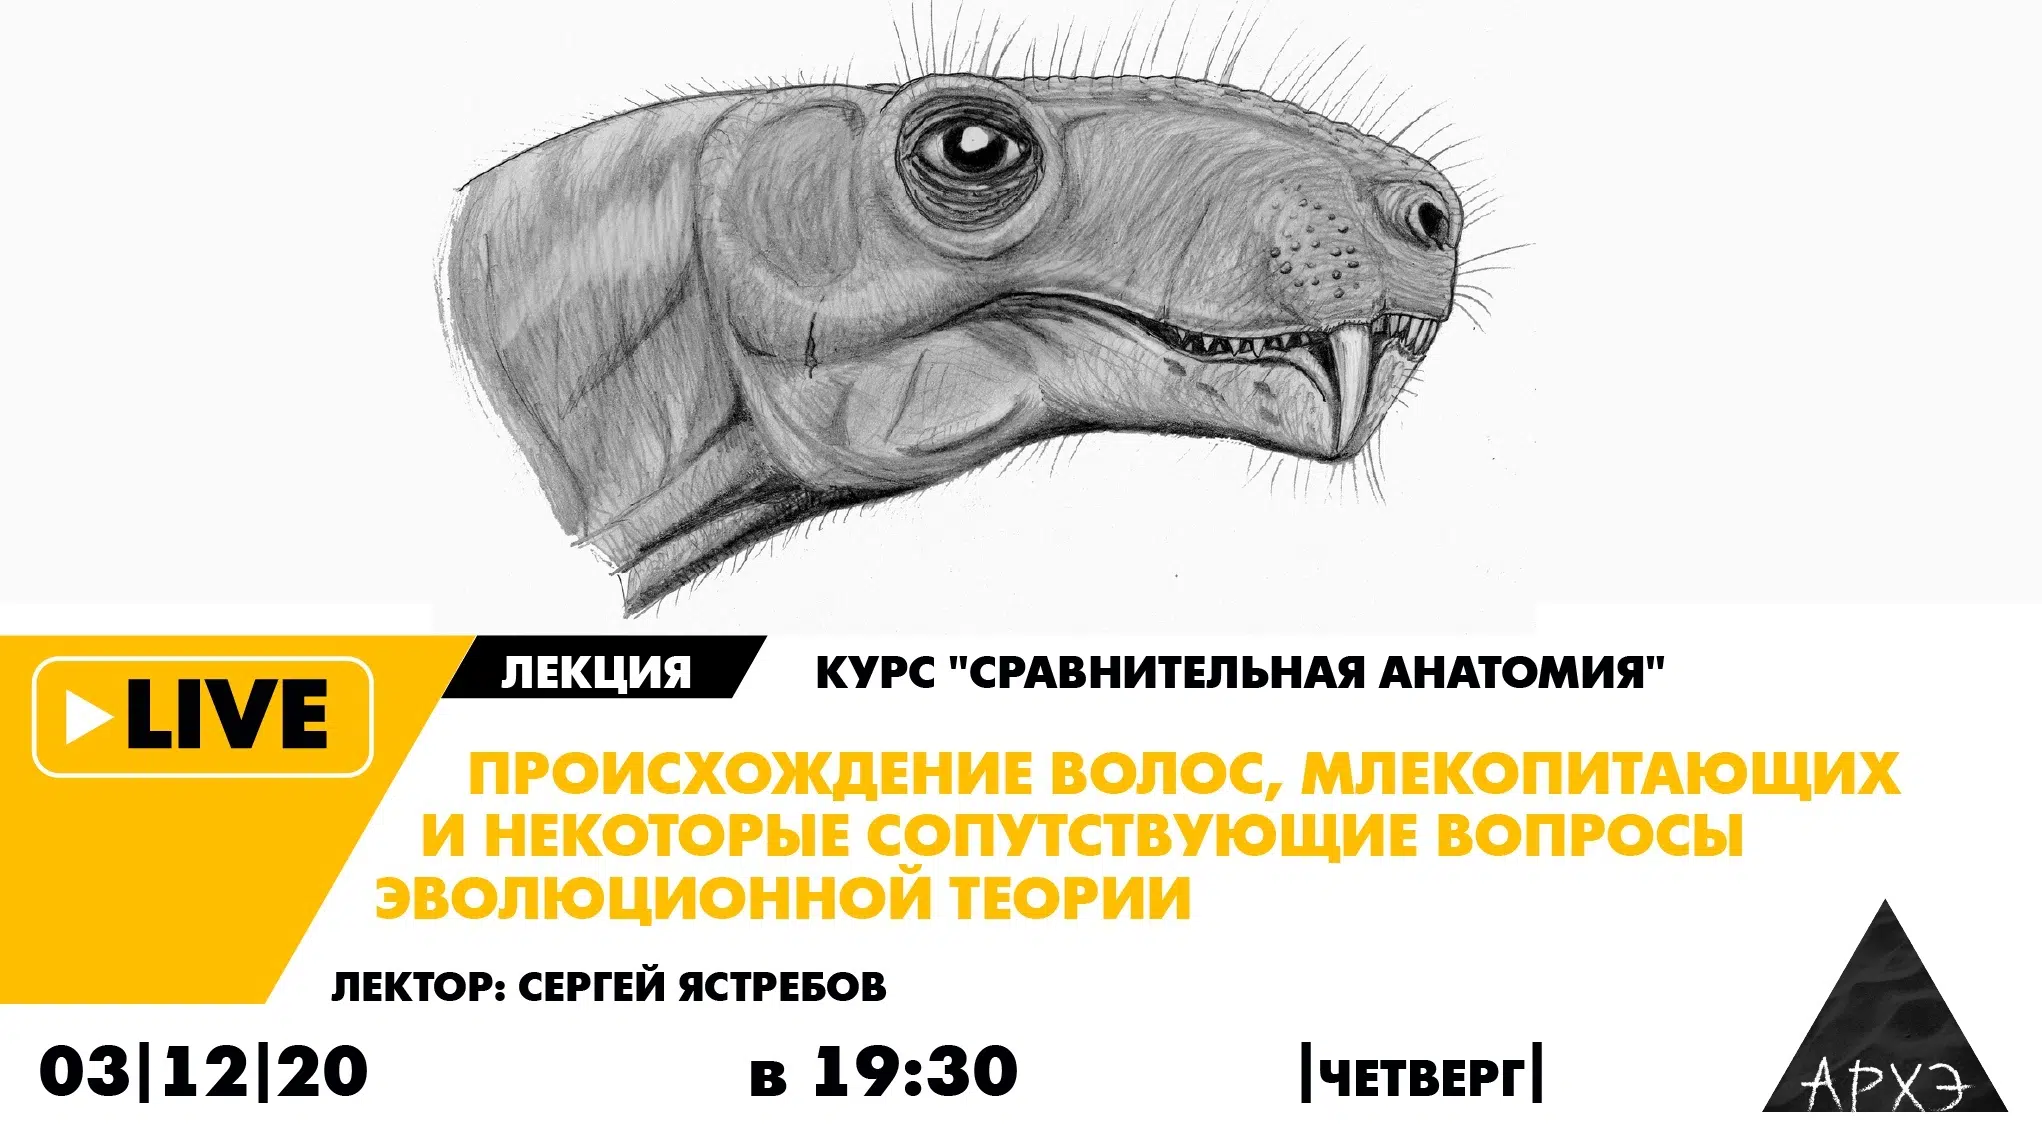 LIVE
ЛЕКЦИЯ
КУРС "СРАВНИТЕЛЬНАЯ АНАТОМИЯ"
ПРОИСХОЖДЕНИЕ ВОЛОС, МЛЕКОПИТАЮЩИХ
И НЕКОТОРЫЕ СОПУТСТВУЮЩИЕ ВОПРОСЫ
ЭВОЛЮЦИОННОЙ ТЕОРИИ
ЛЕКТОР: СЕРГЕЙ ЯСТРЕБОВ
03|12|20
в 19:30
|ЧЕТВЕРГ|
АРХЭ